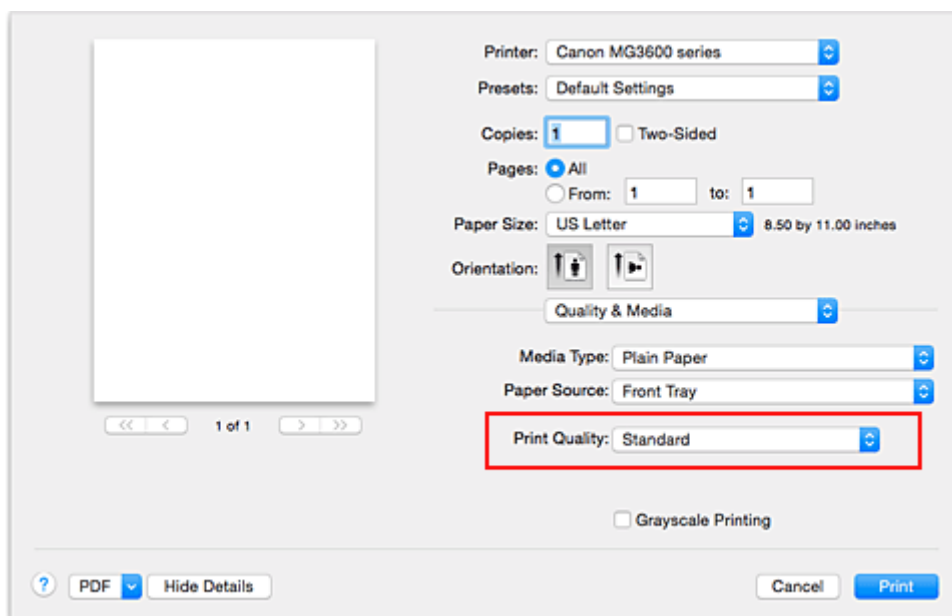 Printer: Canon MG3600 series
Presets: Default Settings
Copies: 1 Two-Sided
Pages: All
From: 1 to: 1
Paper Size: US Letter 8.50 by 11.00 inches
Orientation:
Quality & Media
Media Type: Plain Paper
Paper Source: Front Tray
1 of 1
Print Quality: Standard
Grayscale Printing
? PDF Hide Details Cancel Print